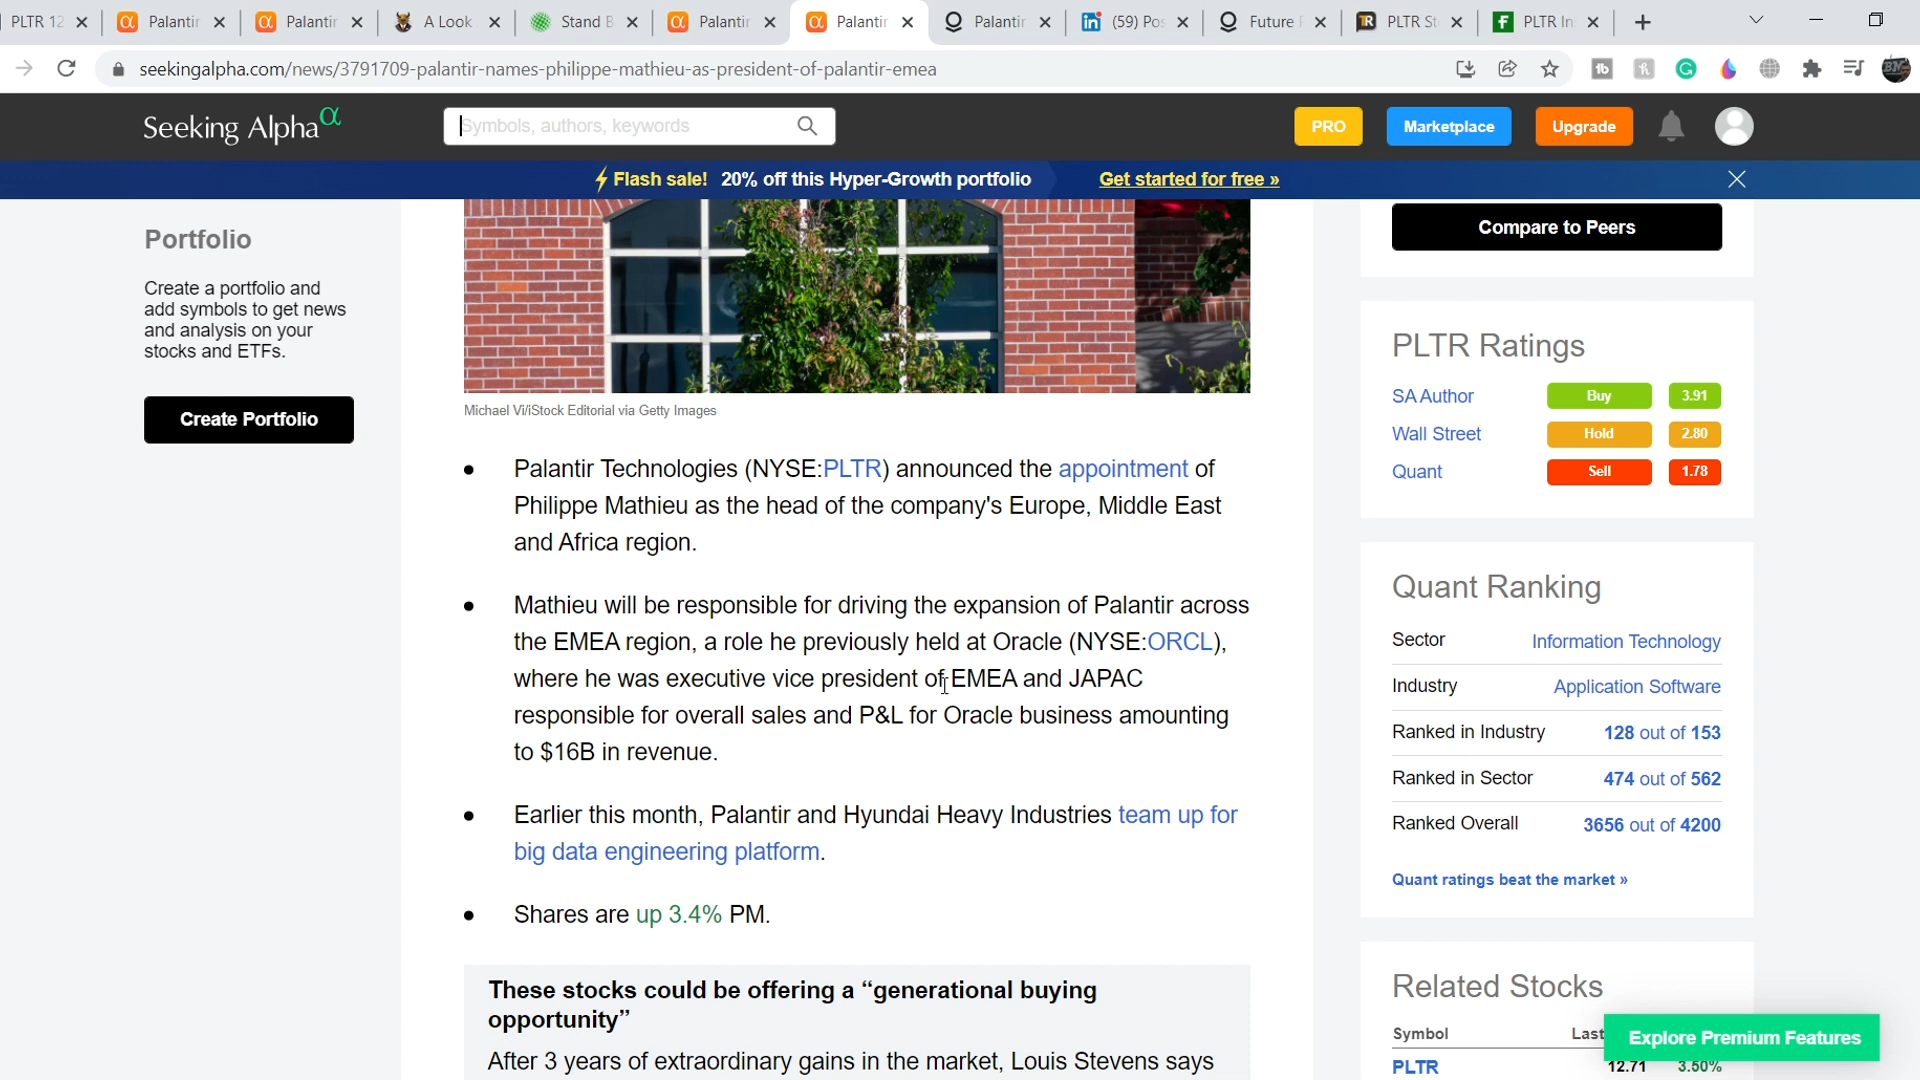 PLTR 12
Palantir
Palantir
A Look
Stand B
Palantir
Palantir
Palantir
(59) Pos
Future P
PLTR St
PLTR In
seekingalpha.com/news/3791709-palantir-names-philippe-mathieu-as-president-of-palantir-emea
Seeking Alpha α
Symbols, authors, keywords
PRO
Marketplace
Upgrade
Flash sale! 20% off this Hyper-Growth portfolio
Get started for free »
Portfolio
Create a portfolio and
add symbols to get news
and analysis on your
stocks and ETFs.
Create Portfolio
Michael Vi/iStock Editorial via Getty Images
• Palantir Technologies (NYSE:PLTR) announced the appointment of
Philippe Mathieu as the head of the company's Europe, Middle East
and Africa region.
• Mathieu will be responsible for driving the expansion of Palantir across
the EMEA region, a role he previously held at Oracle (NYSE:ORCL),
where he was executive vice president of EMEA and JAPAC
responsible for overall sales and P&L for Oracle business amounting
to $16B in revenue.
• Earlier this month, Palantir and Hyundai Heavy Industries team up for
big data engineering platform.
• Shares are up 3.4% PM.
These stocks could be offering a “generational buying
opportunity”
After 3 years of extraordinary gains in the market, Louis Stevens says
Compare to Peers
PLTR Ratings
SA Author Buy 3.91
Wall Street Hold 2.80
Quant Sell 1.78
Quant Ranking
Sector Information Technology
Industry Application Software
Ranked in Industry 128 out of 153
Ranked in Sector 474 out of 562
Ranked Overall 3656 out of 4200
Quant ratings beat the market »
Related Stocks
Symbol Last
PLTR 12.71 3.50%
Explore Premium Features